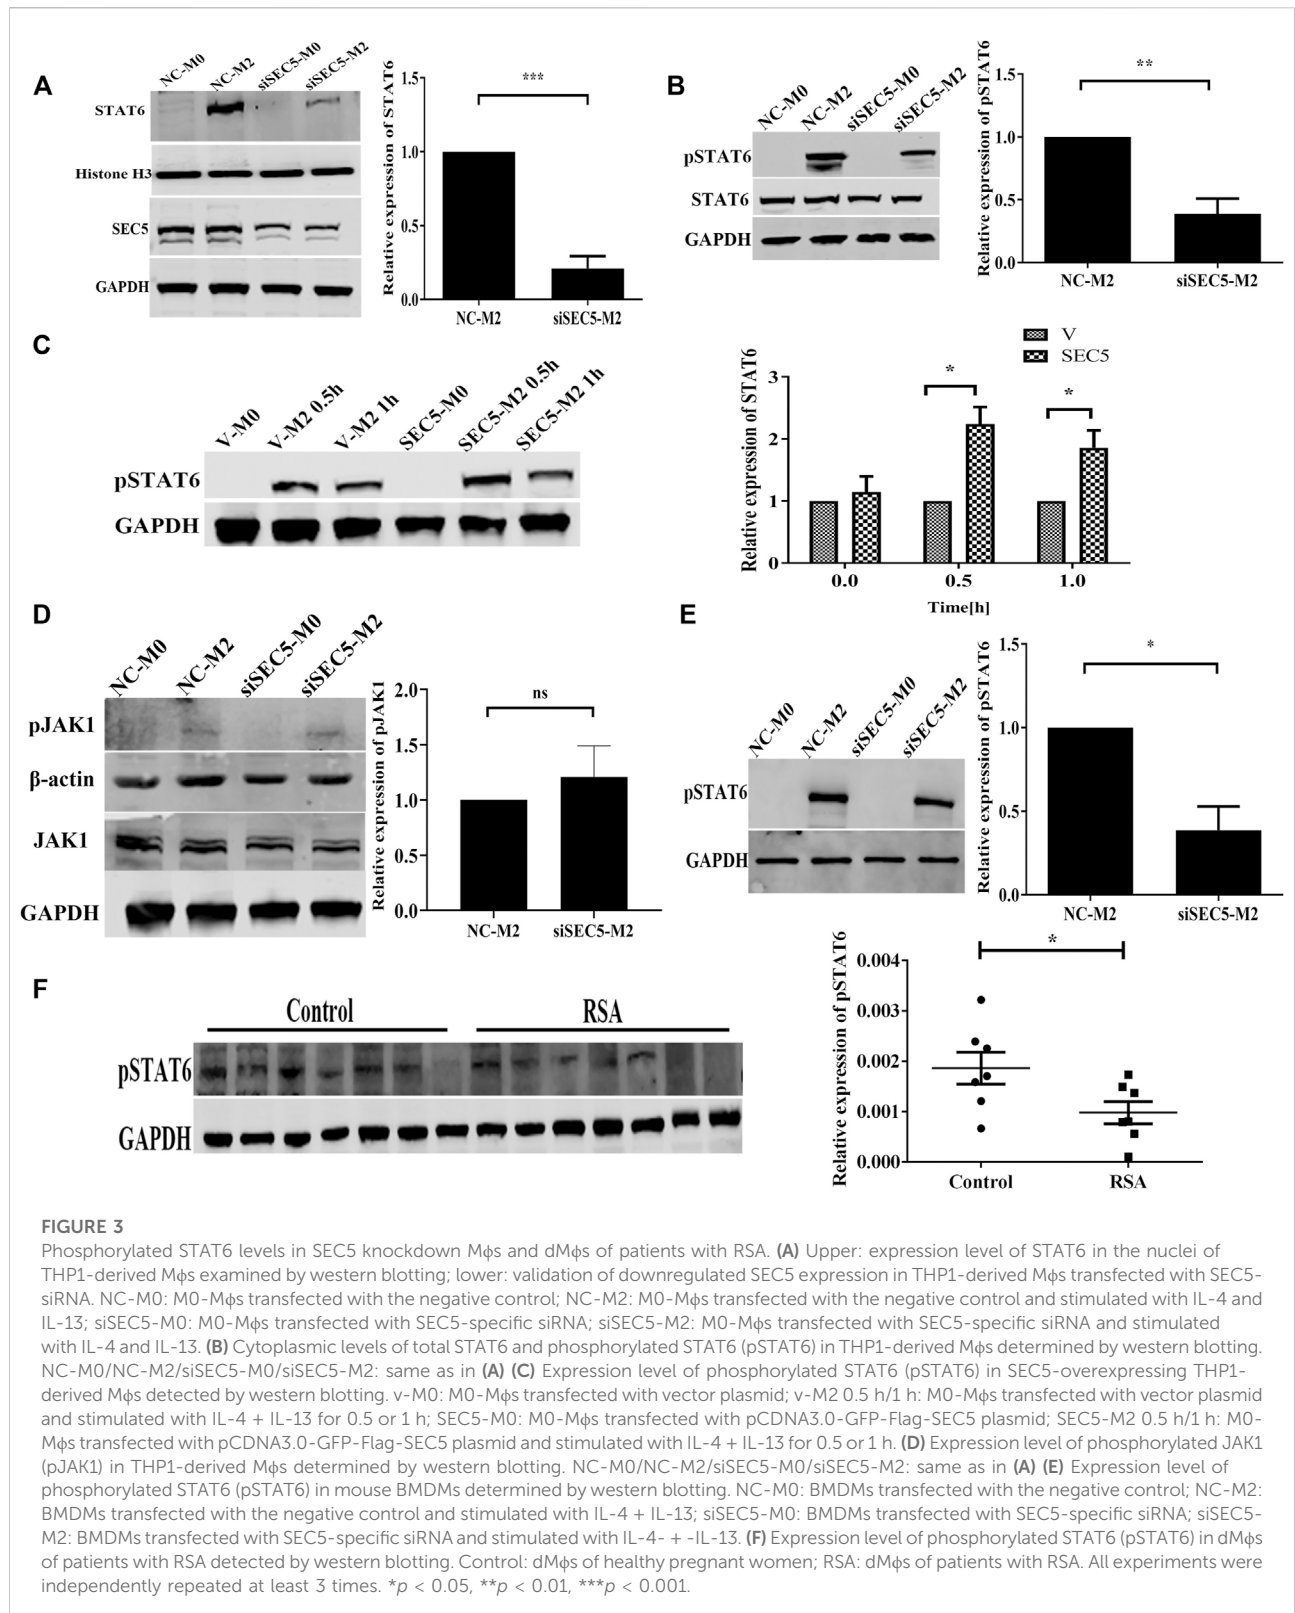 A
NC-M0
NC-M2
siSEC5-M0
siSEC5-M2
STAT6
Histone H3
SEC5
GAPDH
Relative expression of STAT6
1.5
1.0
0.5
0.0
***
NC-M2
siSEC5-M2
B
NC-M0
NC-M2
siSEC5-M0
siSEC5-M2
pSTAT6
STAT6
GAPDH
Relative expression of pSTAT6
1.5
1.0
0.5
0.0
**
NC-M2
siSEC5-M2
C
V-M0
V-M2 0.5h
V-M2 1h
SEC5-M0
SEC5-M2 0.5h
SEC5-M2 1h
pSTAT6
GAPDH
V
SEC5
Relative expression of STAT6
3
2
1
0
*
*
0.0
0.5
1.0
Time[h]
D
NC-M0
NC-M2
siSEC5-M0
siSEC5-M2
pJAK1
β-actin
JAK1
GAPDH
Relative expression of pJAK1
2.0
1.5
1.0
0.5
0.0
ns
NC-M2
siSEC5-M2
E
NC-M0
NC-M2
siSEC5-M0
siSEC5-M2
pSTAT6
GAPDH
Relative expression of pSTAT6
1.5
1.0
0.5
0.0
*
NC-M2
siSEC5-M2
F
Control
RSA
pSTAT6
GAPDH
Relative expression of pSTAT6
0.004
0.003
0.002
0.001
0.000
*
Control
RSA
FIGURE 3
Phosphorylated STAT6 levels in SEC5 knockdown Mφs and dMφs of patients with RSA. (A) Upper: expression level of STAT6 in the nuclei of
THP1-derived Mφs examined by western blotting; lower: validation of downregulated SEC5 expression in THP1-derived Mφs transfected with SEC5-
siRNA. NC-M0: M0-Mφs transfected with the negative control; NC-M2: M0-Mφs transfected with the negative control and stimulated with IL-4 and
IL-13; siSEC5-M0: M0-Mφs transfected with SEC5-specific siRNA; siSEC5-M2: M0-Mφs transfected with SEC5-specific siRNA and stimulated
with IL-4 and IL-13. (B) Cytoplasmic levels of total STAT6 and phosphorylated STAT6 (pSTAT6) in THP1-derived Mφs determined by western blotting.
NC-M0/NC-M2/siSEC5-M0/siSEC5-M2: same as in (A) (C) Expression level of phosphorylated STAT6 (pSTAT6) in SEC5-overexpressing THP1-
derived Mφs detected by western blotting. v-M0: M0-Mφs transfected with vector plasmid; v-M2 0.5 h/1 h: M0-Mφs transfected with vector plasmid
and stimulated with IL-4 + IL-13 for 0.5 or 1 h; SEC5-M0: M0-Mφs transfected with pCDNA3.0-GFP-Flag-SEC5 plasmid; SEC5-M2 0.5 h/1 h: M0-
Mφs transfected with pCDNA3.0-GFP-Flag-SEC5 plasmid and stimulated with IL-4 + IL-13 for 0.5 or 1 h. (D) Expression level of phosphorylated JAK1
(pJAK1) in THP1-derived Mφs determined by western blotting. NC-M0/NC-M2/siSEC5-M0/siSEC5-M2: same as in (A) (E) Expression level of
phosphorylated STAT6 (pSTAT6) in mouse BMDMs determined by western blotting. NC-M0: BMDMs transfected with the negative control; NC-M2:
BMDMs transfected with the negative control and stimulated with IL-4 + IL-13; siSEC5-M0: BMDMs transfected with SEC5-specific siRNA; siSEC5-
M2: BMDMs transfected with SEC5-specific siRNA and stimulated with IL-4- + -IL-13. (F) Expression level of phosphorylated STAT6 (pSTAT6) in dMφs
of patients with RSA detected by western blotting. Control: dMφs of healthy pregnant women; RSA: dMφs of patients with RSA. All experiments were
independently repeated at least 3 times. *p < 0.05, **p < 0.01, ***p < 0.001.